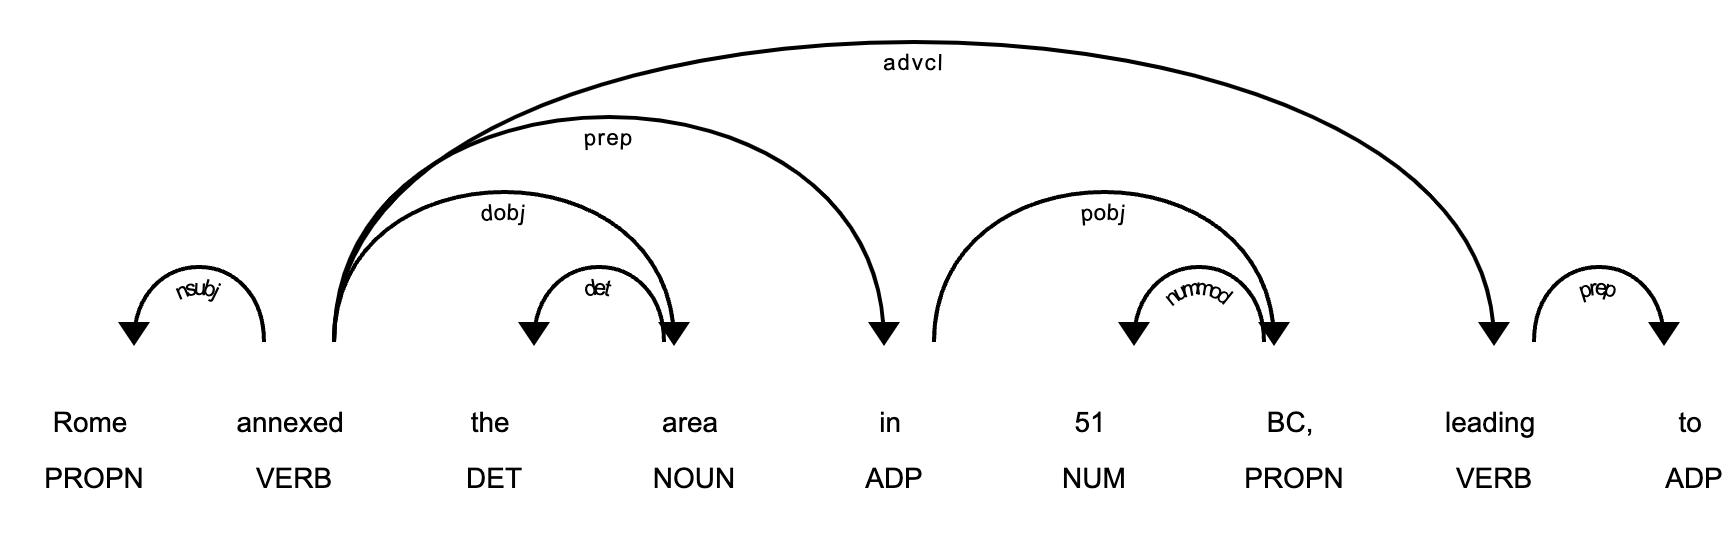 advcl
prep
dobj pobj
nsubj det nummod prep
Rome annexed the area in 51 BC, leading to
PROPN VERB DET NOUN ADP NUM PROPN VERB ADP